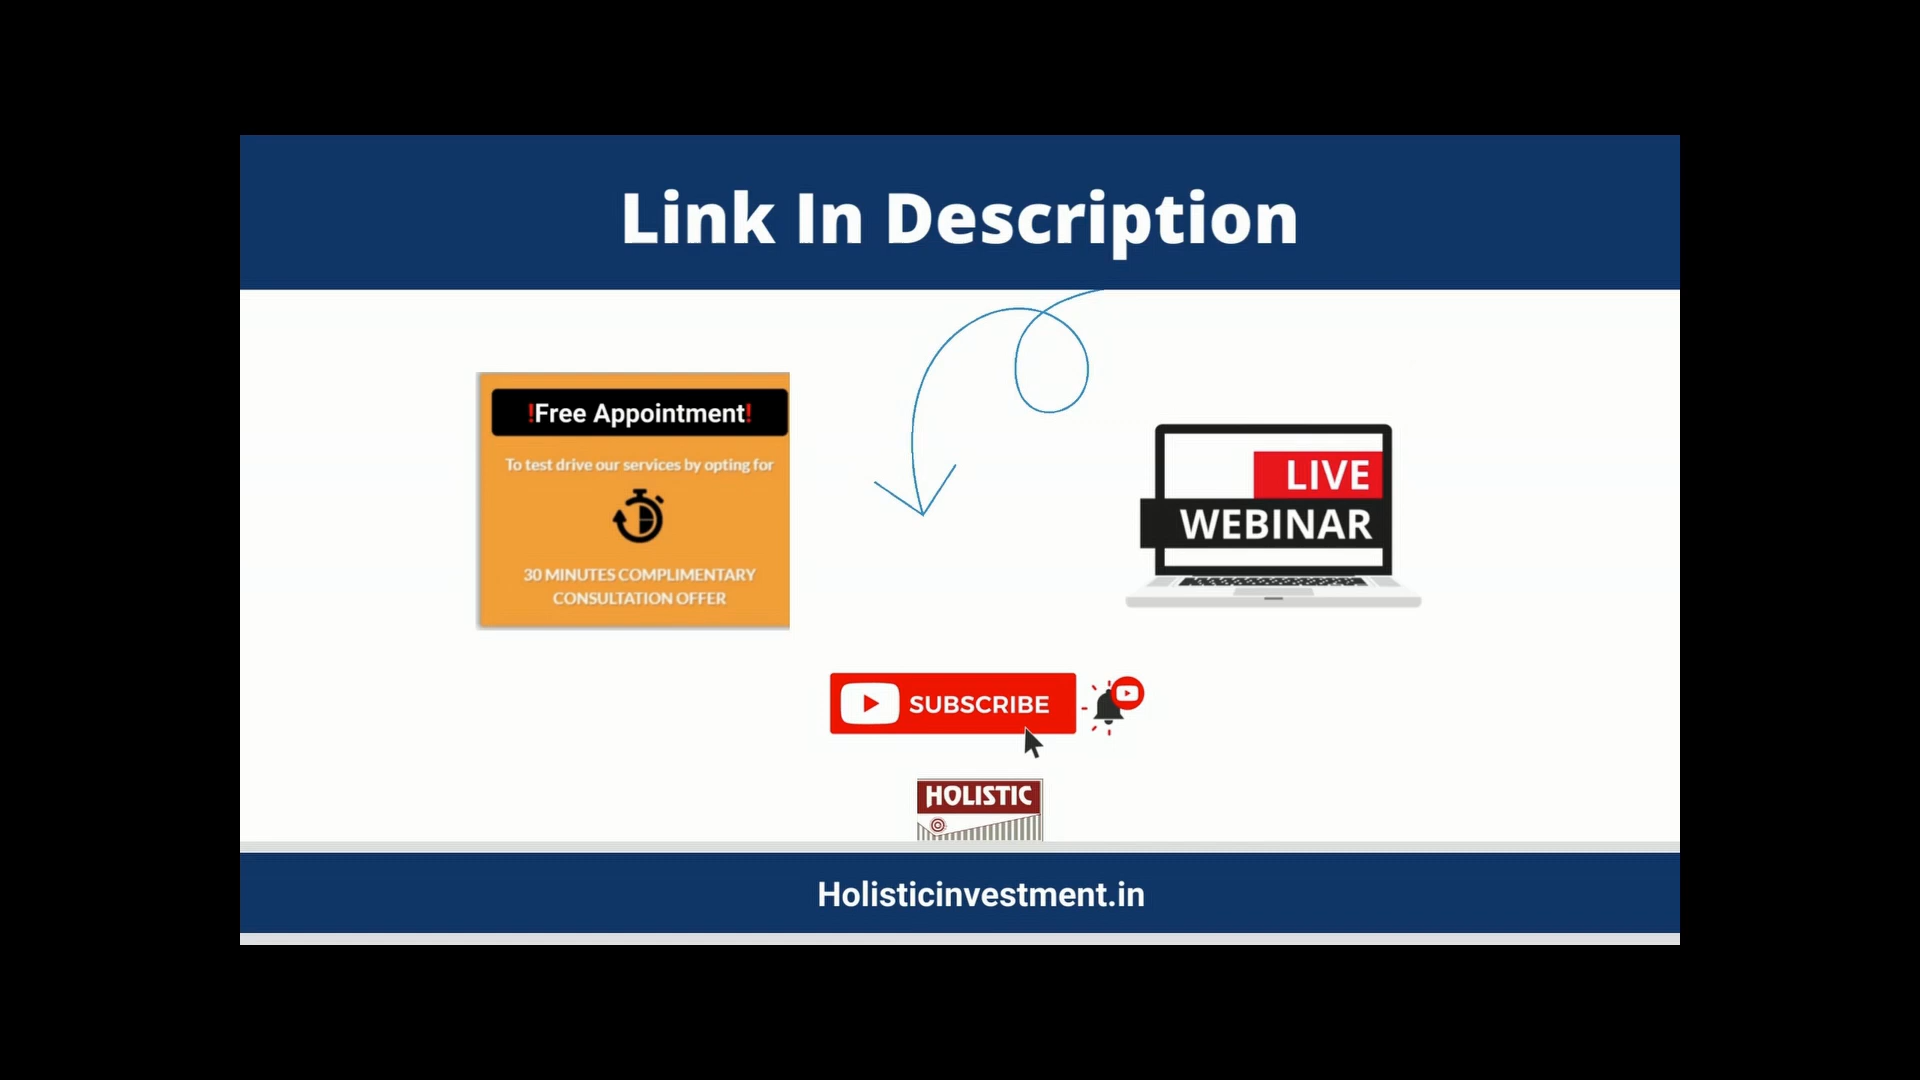 Link In Description
!Free Appointment!
To test drive our services by opting for
30 MINUTES COMPLIMENTARY
CONSULTATION OFFER
LIVE
WEBINAR
SUBSCRIBE
HOLISTIC
Holisticinvestment.in